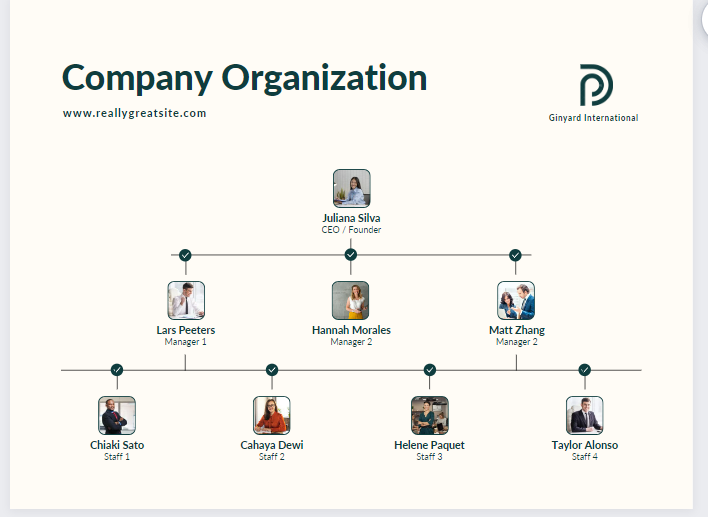 Company Organization
www.reallygreatsite.com
Ginyard International
Juliana Silva
CEO / Founder
Lars Peeters
Manager 1
Hannah Morales
Manager 2
Matt Zhang
Manager 2
Chiaki Sato
Staff 1
Cahaya Dewi
Staff 2
Helene Paquet
Staff 3
Taylor Alonso
Staff 4